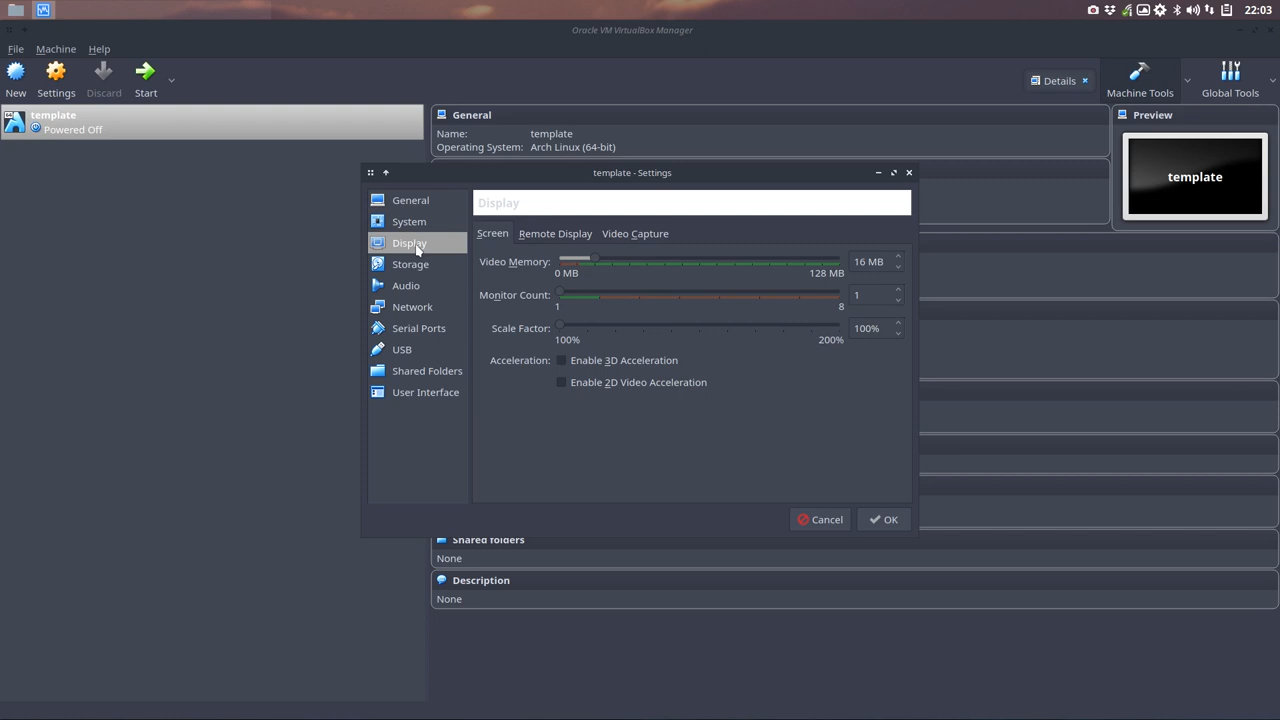 22:03
Oracle VM VirtualBox Manager
File Machine Help
New Settings Discard Start
Details
Machine Tools
Global Tools
template
Powered Off
General
Name: template
Operating System: Arch Linux (64-bit)
Preview
template
template - Settings
General
System
Display
Storage
Audio
Network
Serial Ports
USB
Shared Folders
User Interface
Display
Screen Remote Display Video Capture
Video Memory: 16 MB
0 MB 128 MB
Monitor Count: 1
1 8
Scale Factor: 100%
100% 200%
Acceleration: Enable 3D Acceleration
Enable 2D Video Acceleration
Cancel OK
Shared folders
None
Description
None